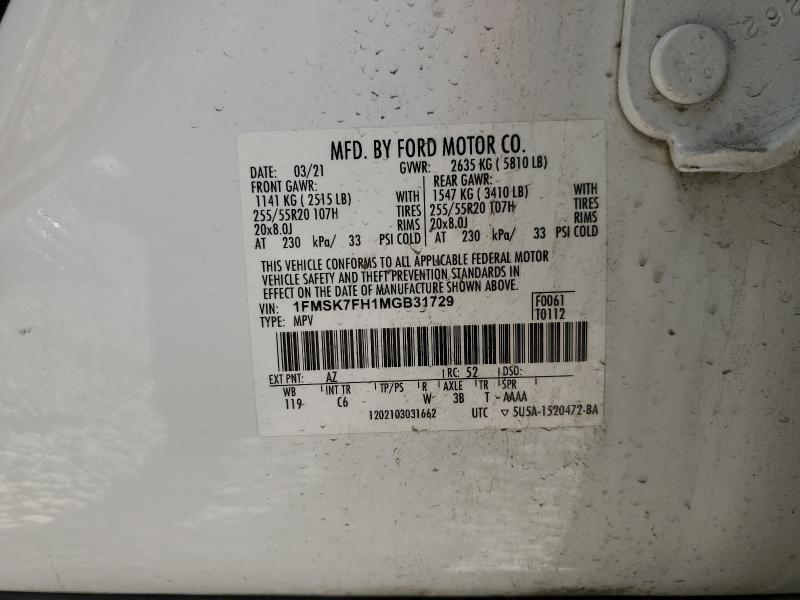 MFD. BY FORD MOTOR CO.
DATE: 03/21 GVWR: 2635 KG ( 5810 LB)
FRONT GAWR: REAR GAWR:
1141 KG ( 2515 LB) WITH 1547 KG ( 3410 LB) WITH
255/55R20 107H TIRES 255/55R20 107H TIRES
20x8.0J RIMS 20x8.0J RIMS
AT 230 kPa/ 33 PSI COLD AT 230 kPa/ 33 PSI COLD
THIS VEHICLE CONFORMS TO ALL APPLICABLE FEDERAL MOTOR
VEHICLE SAFETY AND THEFT PREVENTION STANDARDS IN
EFFECT ON THE DATE OF MANUFACTURE SHOWN ABOVE.
VIN: 1FMSK7FH1MGB31729 F0061
TYPE: MPV T0112
EXT PNT: AZ RC: 52 DSO:
WB INT TR TP/PS R AXLE TR SPR
119 C6 W 3B T AAAA
1202103031662 UTC ▽ 5U5A-1520472-BA